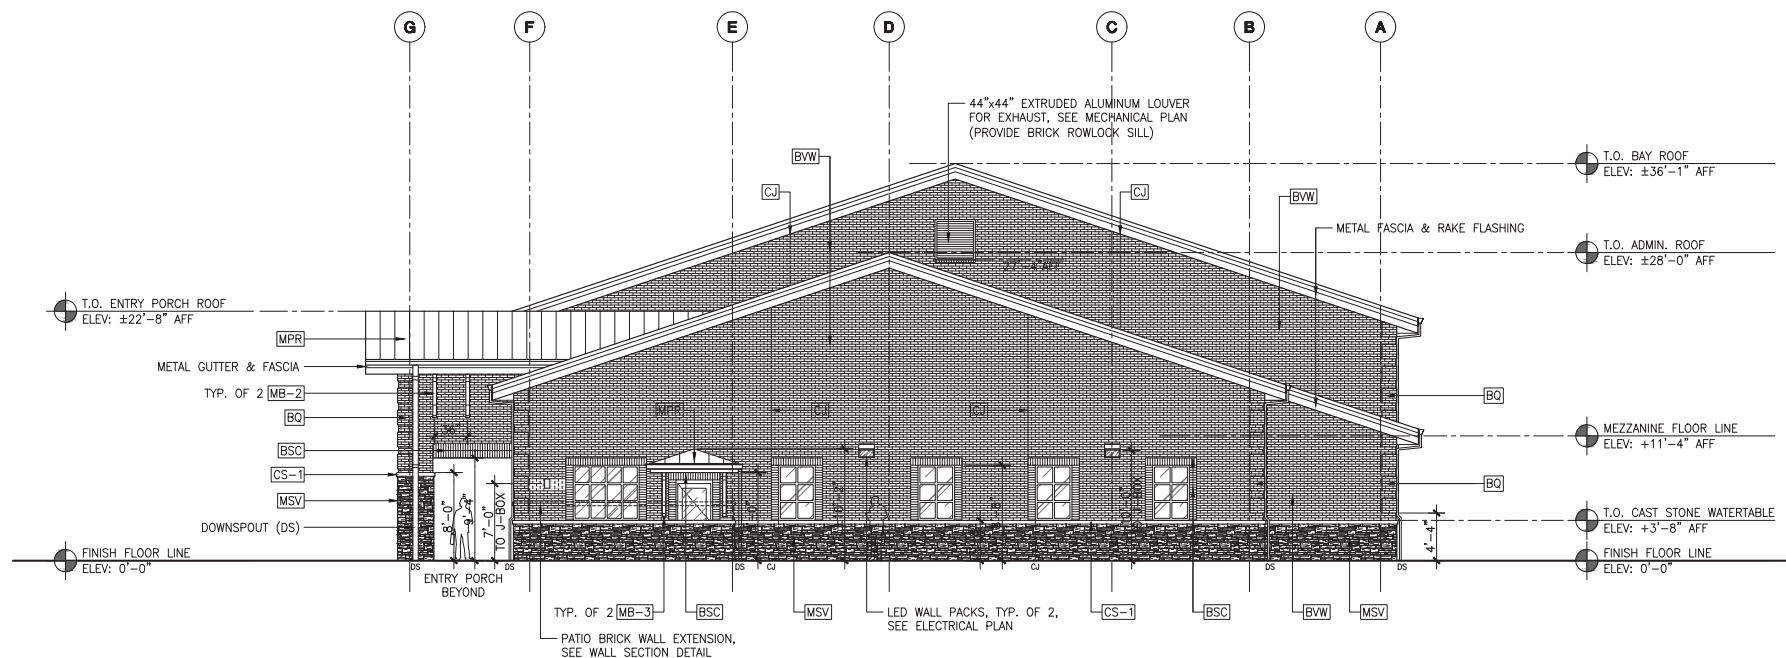 G
F
E
D
C
B
A
44"x44" EXTRUDED ALUMINUM LOUVER
FOR EXHAUST, SEE MECHANICAL PLAN
(PROVIDE BRICK ROWLOCK SILL)
BVW
CJ
CJ
BVW
T.O. BAY ROOF
ELEV: ±36'-1" AFF
METAL FASCIA & RAKE FLASHING
T.O. ADMIN. ROOF
ELEV: ±28'-0" AFF
27'-4" AFF
T.O. ENTRY PORCH ROOF
ELEV: ±22'-8" AFF
MPR
METAL GUTTER & FASCIA
TYP. OF 2 MB-2
BQ
BSC
CS-1
MSV
DOWNSPOUT (DS)
MPR
CJ
CJ
BQ
MEZZANINE FLOOR LINE
ELEV: +11'-4" AFF
BQ
T.O. CAST STONE WATERTABLE
ELEV: +3'-8" AFF
8'-0"
9'-4"
7'-0"
TO J-BOX
4'-4"
FINISH FLOOR LINE
ELEV: 0'-0"
FINISH FLOOR LINE
ELEV: 0'-0"
DS
DS
DS
CJ
CJ
DS
DS
ENTRY PORCH
BEYOND
TYP. OF 2 MB-3
BSC
MSV
LED WALL PACKS, TYP. OF 2,
SEE ELECTRICAL PLAN
CS-1
BSC
BVW
MSV
PATIO BRICK WALL EXTENSION,
SEE WALL SECTION DETAIL